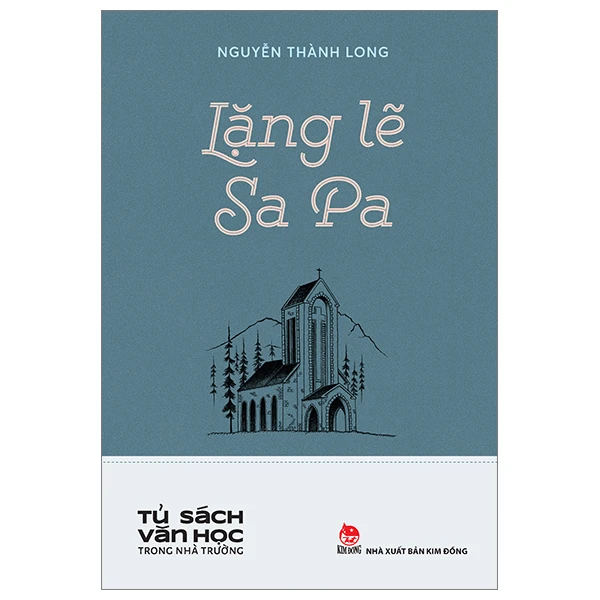 NGUYỄN THÀNH LONG
Lặng lẽ
Sa Pa
TỦ SÁCH
VĂN HỌC
TRONG NHÀ TRƯỜNG
KIM ĐỒNG
NHÀ XUẤT BẢN KIM ĐỒNG